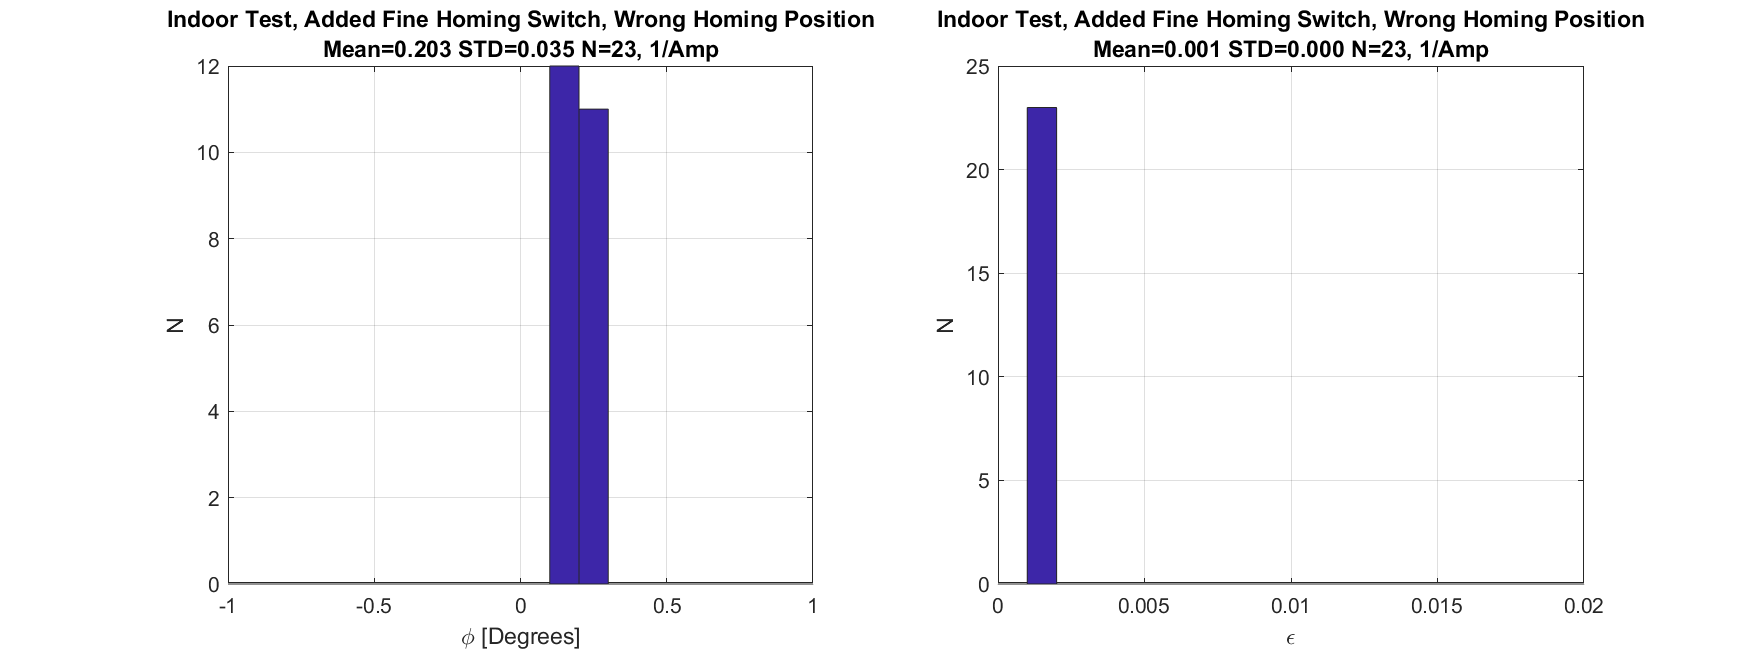 Indoor Test, Added Fine Homing Switch, Wrong Homing Position
Mean=0.203 STD=0.035 N=23, 1/Amp
12
10
8
6
4
2
0
N
-1 -0.5 0 0.5 1
ϕ [Degrees]
Indoor Test, Added Fine Homing Switch, Wrong Homing Position
Mean=0.001 STD=0.000 N=23, 1/Amp
25
20
15
10
5
0
N
0 0.005 0.01 0.015 0.02
ϵ